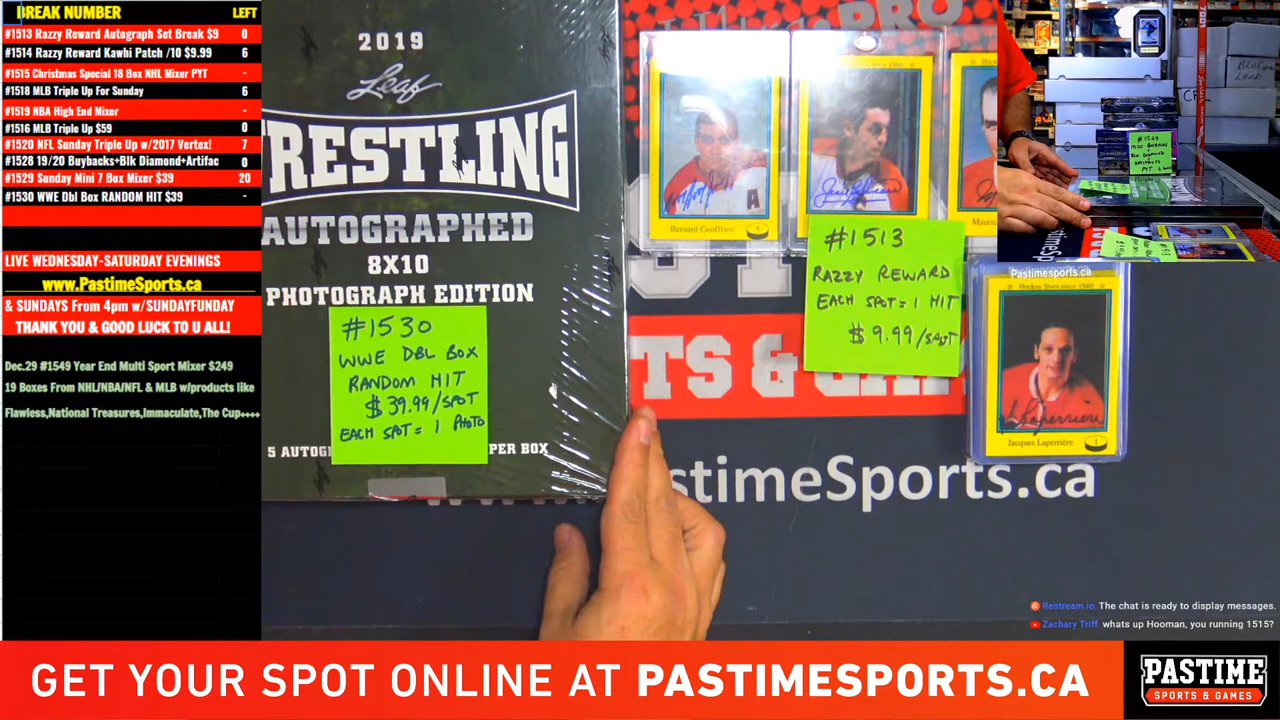 BREAK NUMBER LEFT
#1513 Razzy Reward Autograph Set Break $9 0
#1514 Razzy Reward Kawhi Patch /10 $9.99 6
#1515 Christmas Special 18 Box NHL Mixer PYT -
#1518 MLB Triple Up For Sunday 6
#1519 NBA High End Mixer -
#1516 MLB Triple Up $59 0
#1520 NFL Sunday Triple Up w/2017 Vertex! 7
#1528 19/20 Buybacks+Blk Diamond+Artifac 0
#1529 Sunday Mini 7 Box Mixer $39 20
#1530 WWE Dbl Box RANDOM HIT $39 -
LIVE WEDNESDAY-SATURDAY EVENINGS
www.PastimeSports.ca
& SUNDAYS From 4pm w/SUNDAYFUNDAY
THANK YOU & GOOD LUCK TO U ALL!
Dec.29 #1549 Year End Multi Sport Mixer $249
19 Boxes From NHL/NBA/NFL & MLB w/products like
Flawless,National Treasures,Immaculate,The Cup++++
2019
Leaf
RESTLING
AUTOGRAPHED
8X10
PHOTOGRAPH EDITION
#1530
WWE DBL BOX
RANDOM HIT
$39.99/SPOT
EACH SPOT = 1 PHOTO
5 AUTOG PER BOX
PRO
Bernard Geoffrion 5
#1513
RAZZY REWARD
EACH SPOT = 1 HIT
$9.99/SPOT
TS & GA
Pastimesports.ca
Hockey Stars since 1940
Jacques Laperrière 1
stimeSports.ca
#1529
Restream.io: The chat is ready to display messages.
Zachary Triff: whats up Hooman, you running 1515?
GET YOUR SPOT ONLINE AT PASTIMESPORTS.CA
PASTIME
SPORTS & GAMES